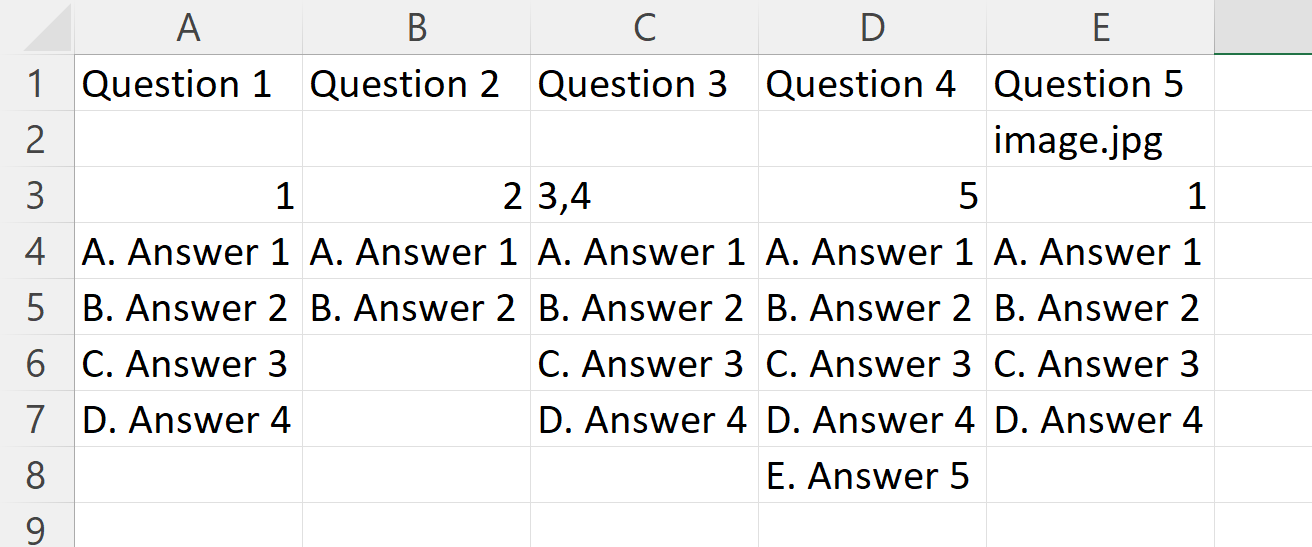 A B C D E
1 Question 1 Question 2 Question 3 Question 4 Question 5
2 image.jpg
3 1 2 3,4 5 1
4 A. Answer 1 A. Answer 1 A. Answer 1 A. Answer 1 A. Answer 1
5 B. Answer 2 B. Answer 2 B. Answer 2 B. Answer 2 B. Answer 2
6 C. Answer 3 C. Answer 3 C. Answer 3 C. Answer 3
7 D. Answer 4 D. Answer 4 D. Answer 4 D. Answer 4
8 E. Answer 5
9